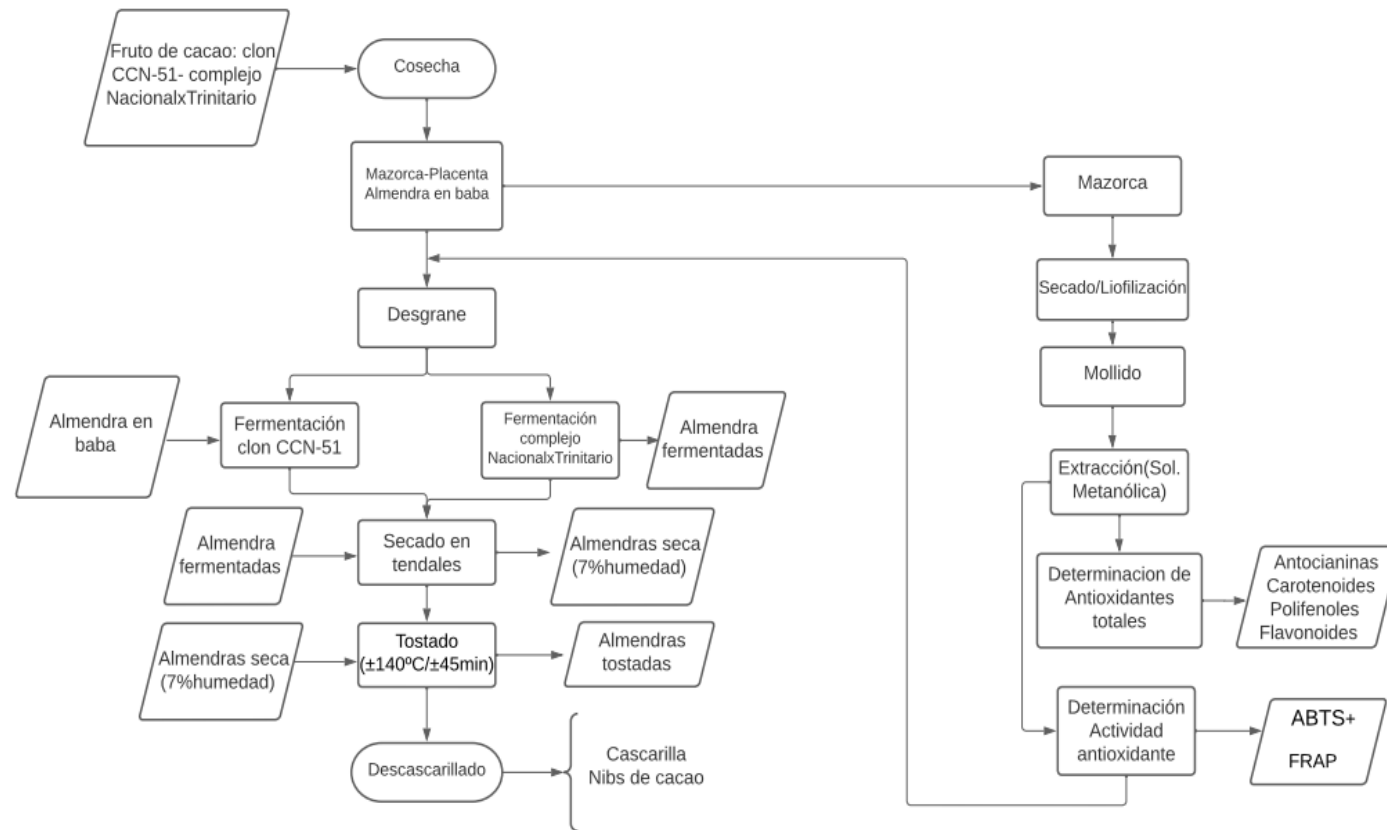 Fruto de cacao: clon
CCN-51- complejo
NacionalxTrinitario
Cosecha
Mazorca-Placenta
Almendra en baba
Mazorca
Secado/Liofilización
Desgrane
Mollido
Almendra en
baba
Fermentación
clon CCN-51
Fermentación
complejo
NacionalxTrinitario
Almendra
fermentadas
Extracción(Sol.
Metanólica)
Almendra
fermentadas
Secado en
tendales
Almendras seca
(7%humedad)
Determinacion de
Antioxidantes
totales
Antocianinas
Carotenoides
Polifenoles
Flavonoides
Almendras seca
(7%humedad)
Tostado
(±140ºC/±45min)
Almendras
tostadas
Determinación
Actividad
antioxidante
ABTS+
FRAP
Descascarillado
Cascarilla
Nibs de cacao